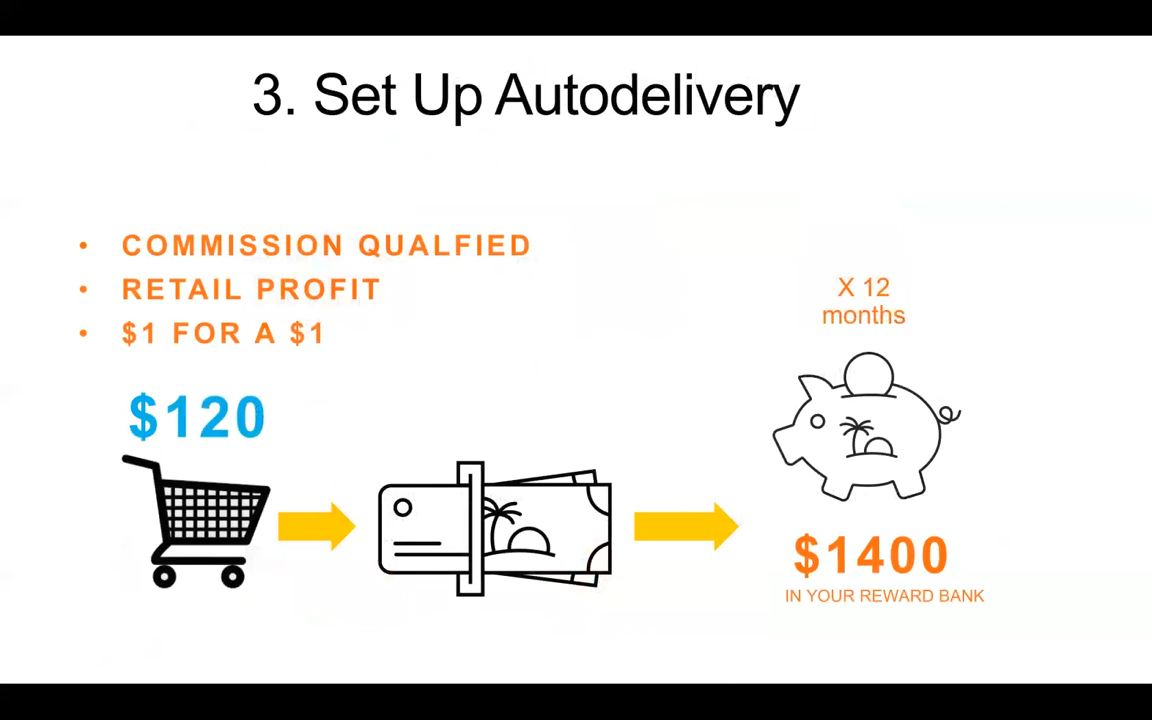 3. Set Up Autodelivery
• COMMISSION QUALFIED
• RETAIL PROFIT
• $1 FOR A $1
$120
X 12
months
$1400
IN YOUR REWARD BANK